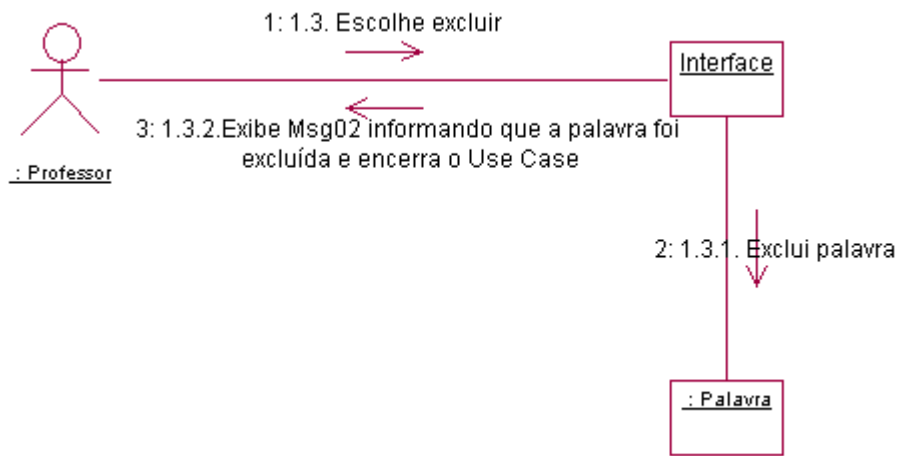 1: 1.3. Escolhe excluir
Interface
3: 1.3.2.Exibe Msg02 informando que a palavra foi
excluída e encerra o Use Case
: Professor
2: 1.3.1. Exclui palavra
: Palavra